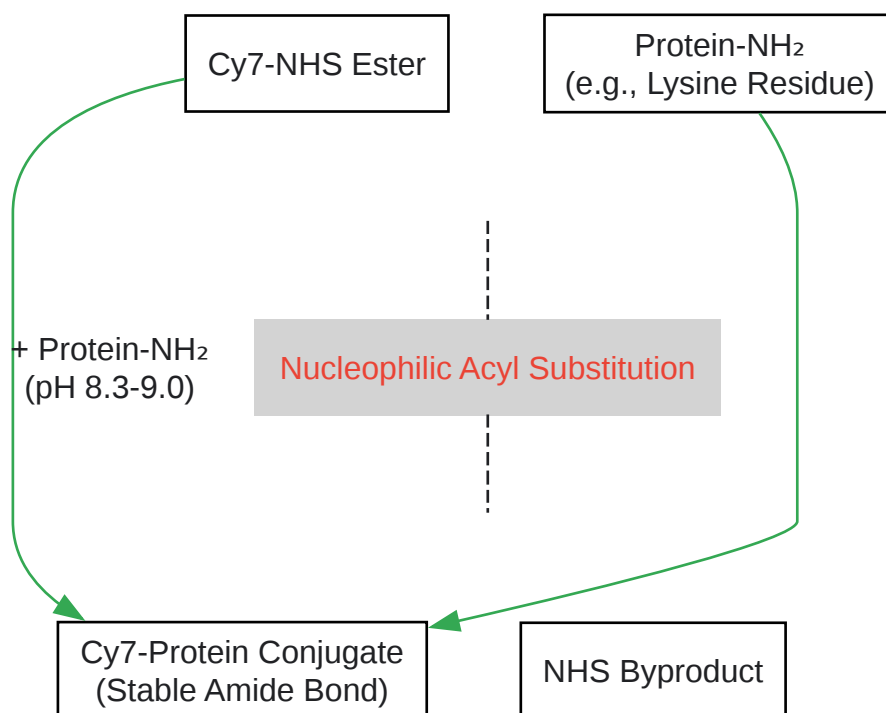 Cy7-NHS Ester
Protein-NH₂
(e.g., Lysine Residue)
+ Protein-NH₂
(pH 8.3-9.0)
Nucleophilic Acyl Substitution
Cy7-Protein Conjugate
(Stable Amide Bond)
NHS Byproduct